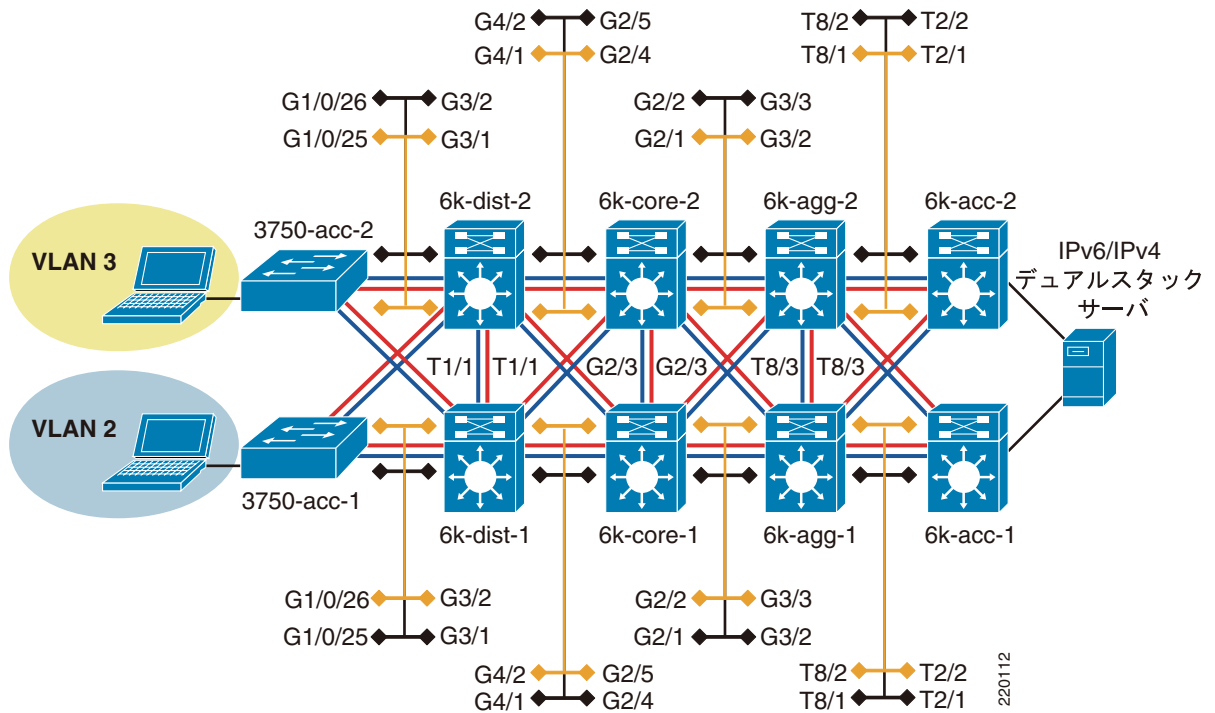 G4/2 G2/5
G4/1 G2/4
T8/2 T2/2
T8/1 T2/1
G1/0/26 G3/2
G1/0/25 G3/1
G2/2 G3/3
G2/1 G3/2
6k-dist-2
6k-core-2
6k-agg-2
6k-acc-2
3750-acc-2
VLAN 3
IPv6/IPv4
デュアルスタック
サーバ
T1/1 T1/1 G2/3 G2/3 T8/3 T8/3
VLAN 2
3750-acc-1
6k-dist-1
6k-core-1
6k-agg-1
6k-acc-1
G1/0/26 G3/2
G1/0/25 G3/1
G2/2 G3/3
G2/1 G3/2
G4/2 G2/5
G4/1 G2/4
T8/2 T2/2
T8/1 T2/1
220112